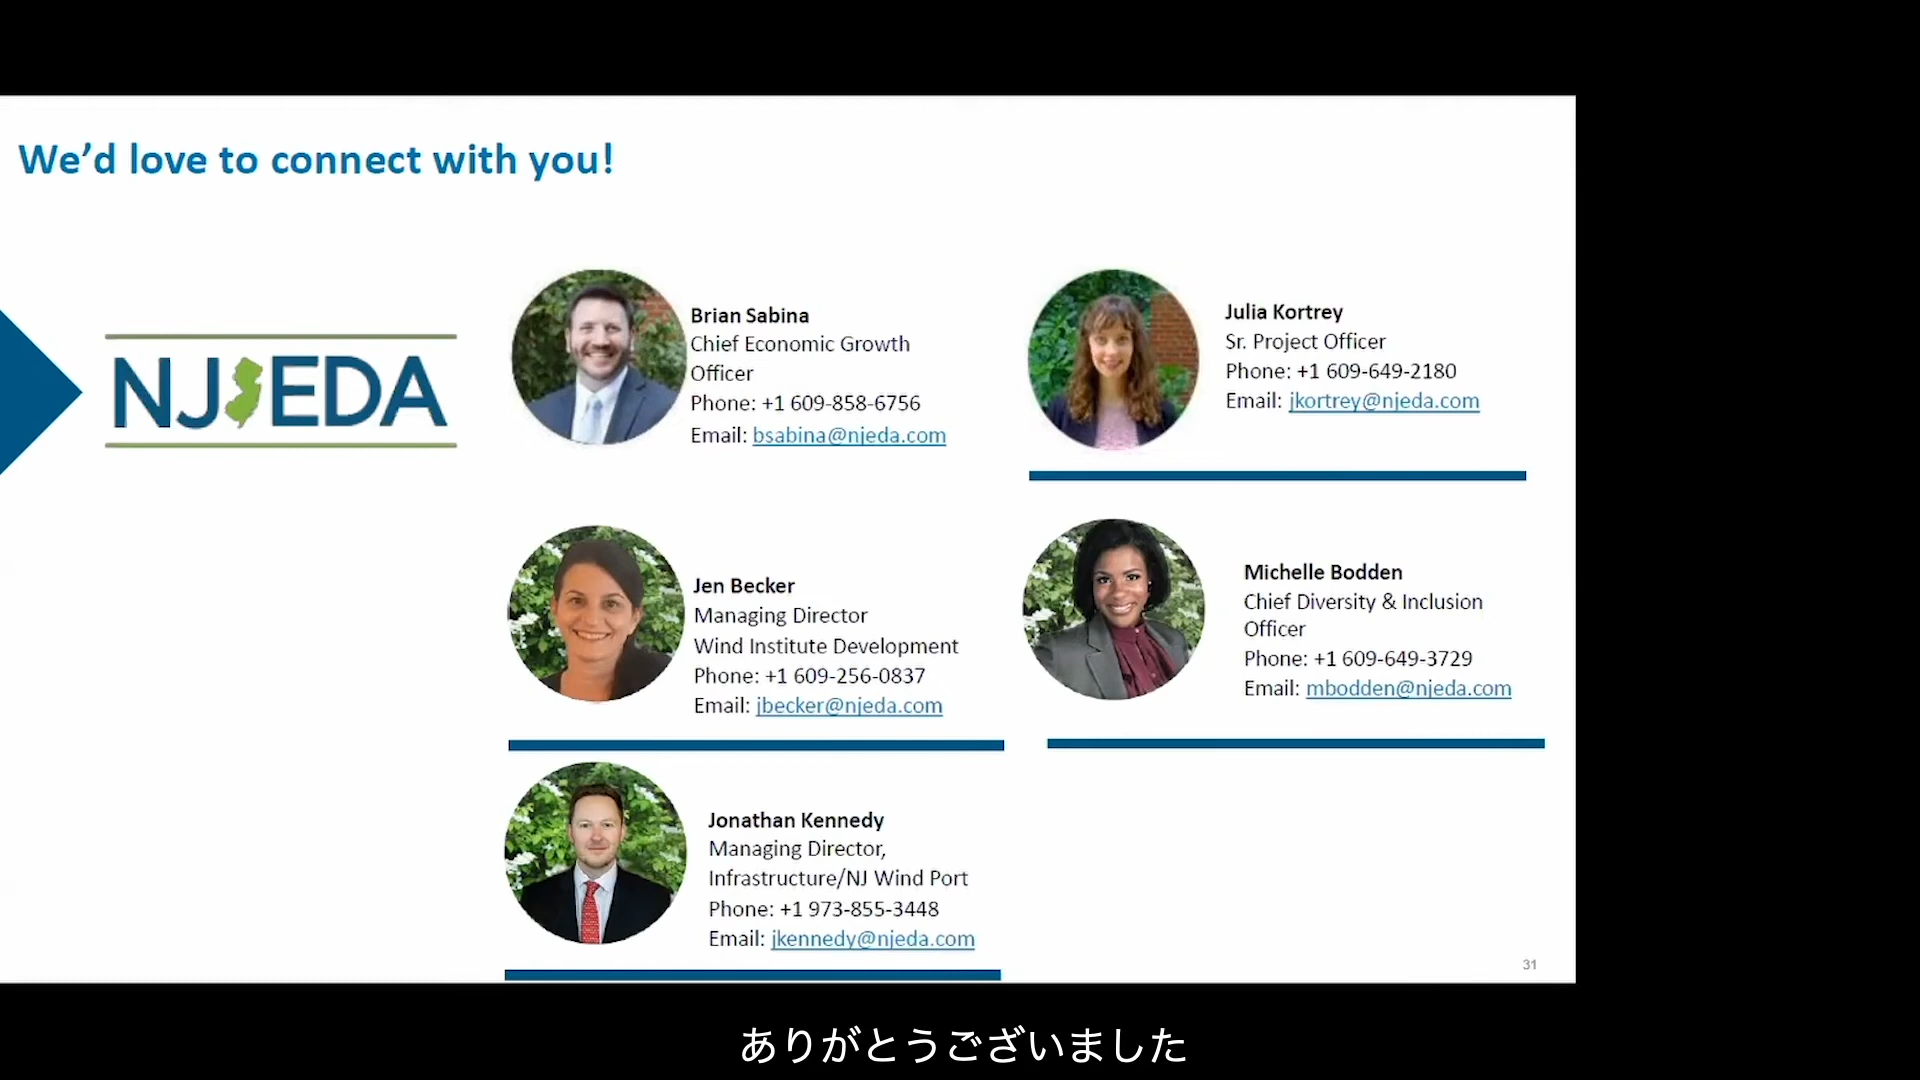 We’d love to connect with you!
NJEDA
Brian Sabina
Chief Economic Growth
Officer
Phone: +1 609-858-6756
Email: bsabina@njeda.com
Julia Kortrey
Sr. Project Officer
Phone: +1 609-649-2180
Email: jkortrey@njeda.com
Jen Becker
Managing Director
Wind Institute Development
Phone: +1 609-256-0837
Email: jbecker@njeda.com
Michelle Bodden
Chief Diversity & Inclusion
Officer
Phone: +1 609-649-3729
Email: mbodden@njeda.com
Jonathan Kennedy
Managing Director,
Infrastructure/NJ Wind Port
Phone: +1 973-855-3448
Email: jkennedy@njeda.com
31
ありがとうございました